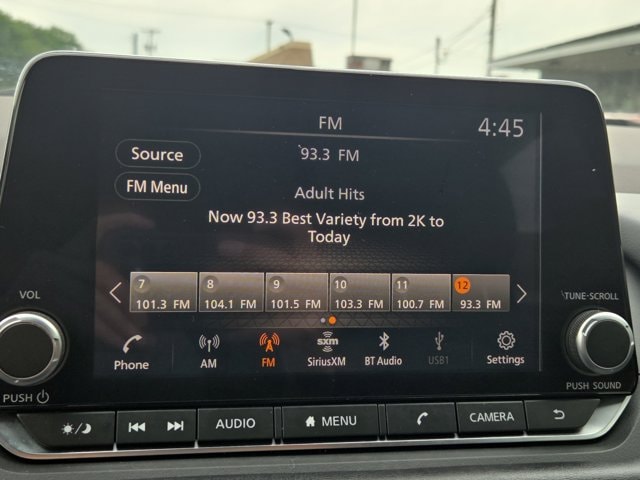 FM
4:45
Source
93.3 FM
FM Menu
Adult Hits
Now 93.3 Best Variety from 2K to
Today
7 8 9 10 11 12
101.3 FM 104.1 FM 101.5 FM 103.3 FM 100.7 FM 93.3 FM
VOL
TUNE-SCROLL
sxm
Phone AM FM SiriusXM BT Audio USB1 Settings
PUSH
PUSH SOUND
AUDIO MENU CAMERA